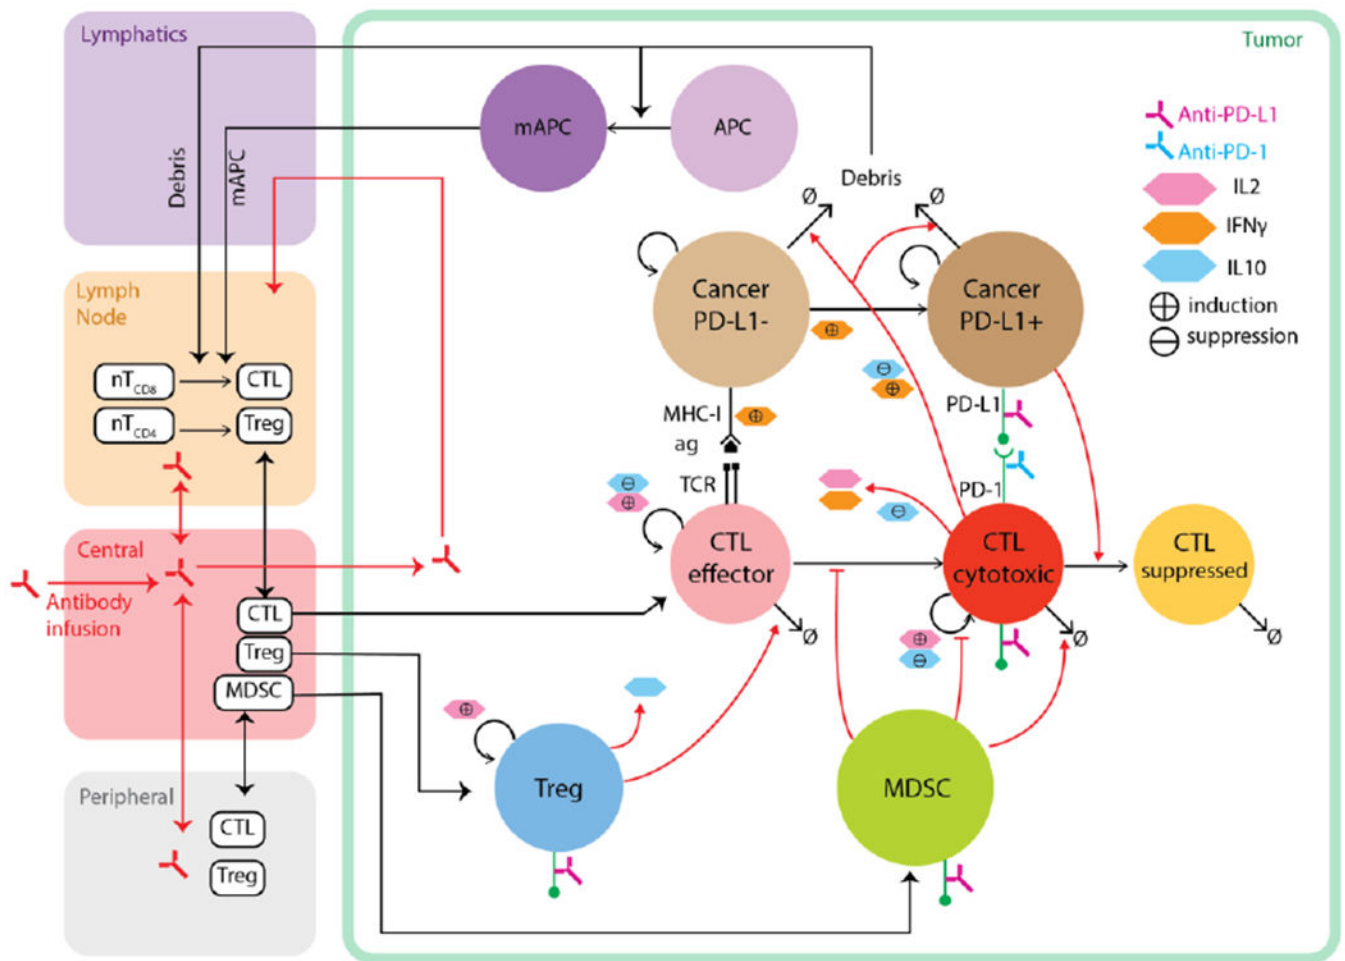 Lymphatics
Debris
mAPC
Lymph
Node
nTCD8
CTL
nTCD4
Treg
Central
Antibody
infusion
CTL
Treg
MDSC
Peripheral
CTL
Treg
Tumor
mAPC
APC
Debris
Ø
Ø
Cancer
PD-L1-
Cancer
PD-L1+
MHC-I
ag
TCR
PD-L1
PD-1
CTL
effector
CTL
cytotoxic
CTL
suppressed
Ø
Ø
Ø
Treg
MDSC
Anti-PD-L1
Anti-PD-1
IL2
IFNγ
IL10
induction
suppression